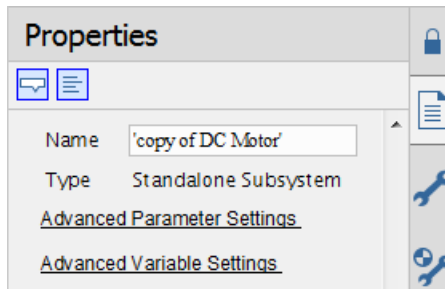 Properties
Name 'copy of DC Motor'
Type Standalone Subsystem
Advanced Parameter Settings
Advanced Variable Settings